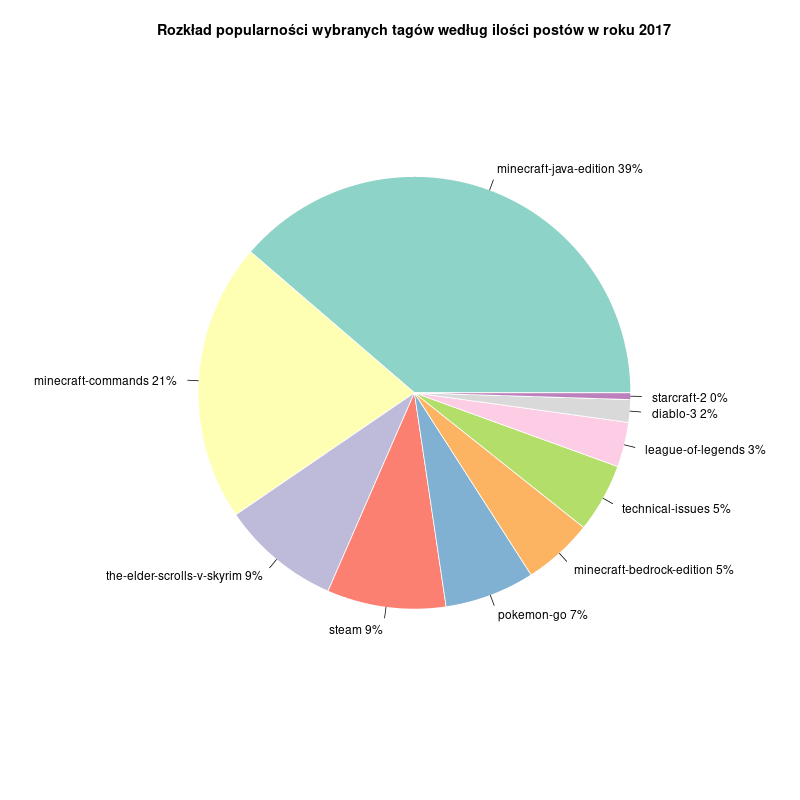 Rozkład popularności wybranych tagów według ilości postów w roku 2017
minecraft-java-edition 39%
minecraft-commands 21%
starcraft-2 0%
diablo-3 2%
league-of-legends 3%
technical-issues 5%
minecraft-bedrock-edition 5%
the-elder-scrolls-v-skyrim 9%
pokemon-go 7%
steam 9%